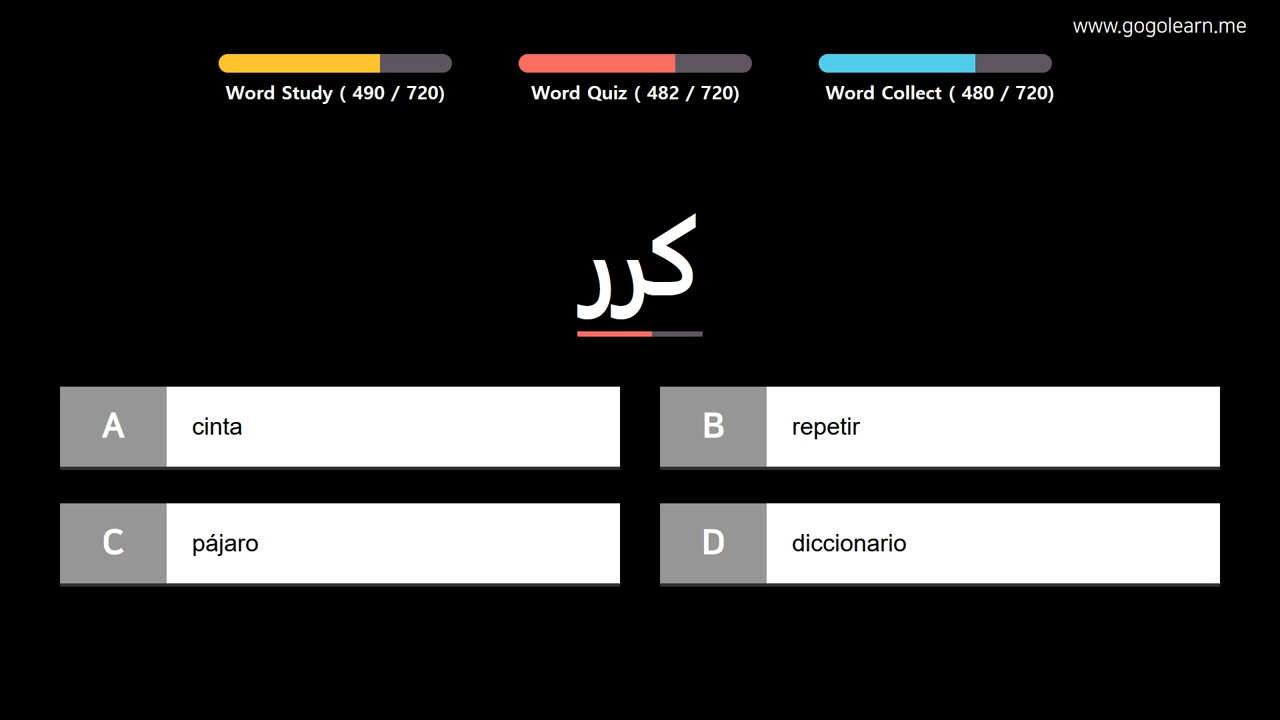 www.gogolearn.me
Word Study ( 490 / 720)
Word Quiz ( 482 / 720)
Word Collect ( 480 / 720)
كرر
A cinta
B repetir
C pájaro
D diccionario